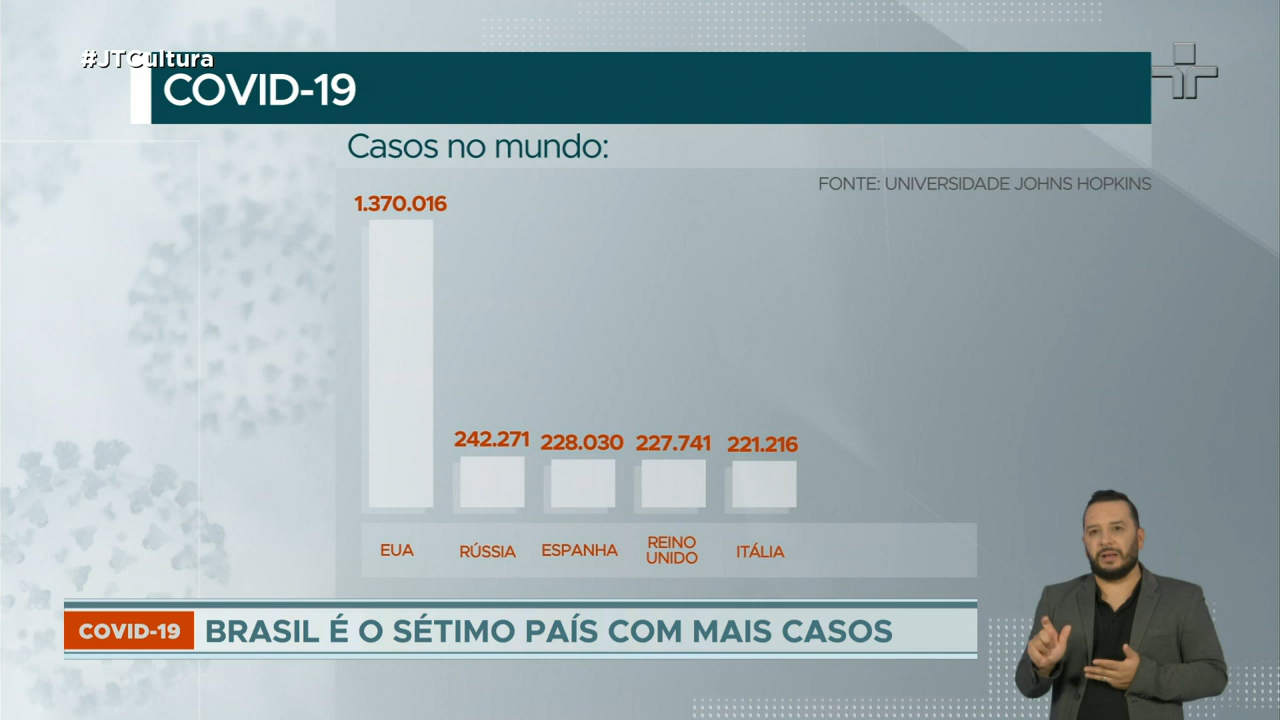 #JTCultura
COVID-19
Casos no mundo:
FONTE: UNIVERSIDADE JOHNS HOPKINS
1.370.016
242.271
228.030
227.741
221.216
EUA
RÚSSIA
ESPANHA
REINO
UNIDO
ITÁLIA
COVID-19
BRASIL É O SÉTIMO PAÍS COM MAIS CASOS